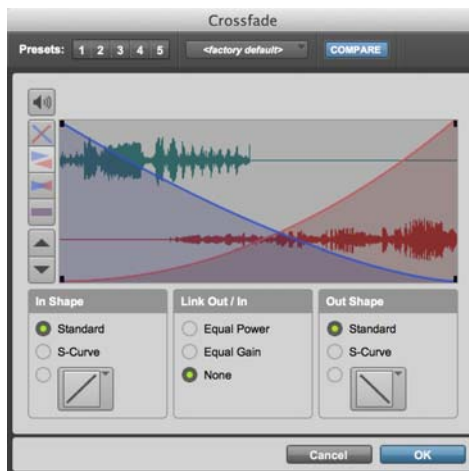 Crossfade
Presets: 1 2 3 4 5 <factory default> COMPARE
In Shape
Standard
S-Curve
Link Out / In
Equal Power
Equal Gain
None
Out Shape
Standard
S-Curve
Cancel OK